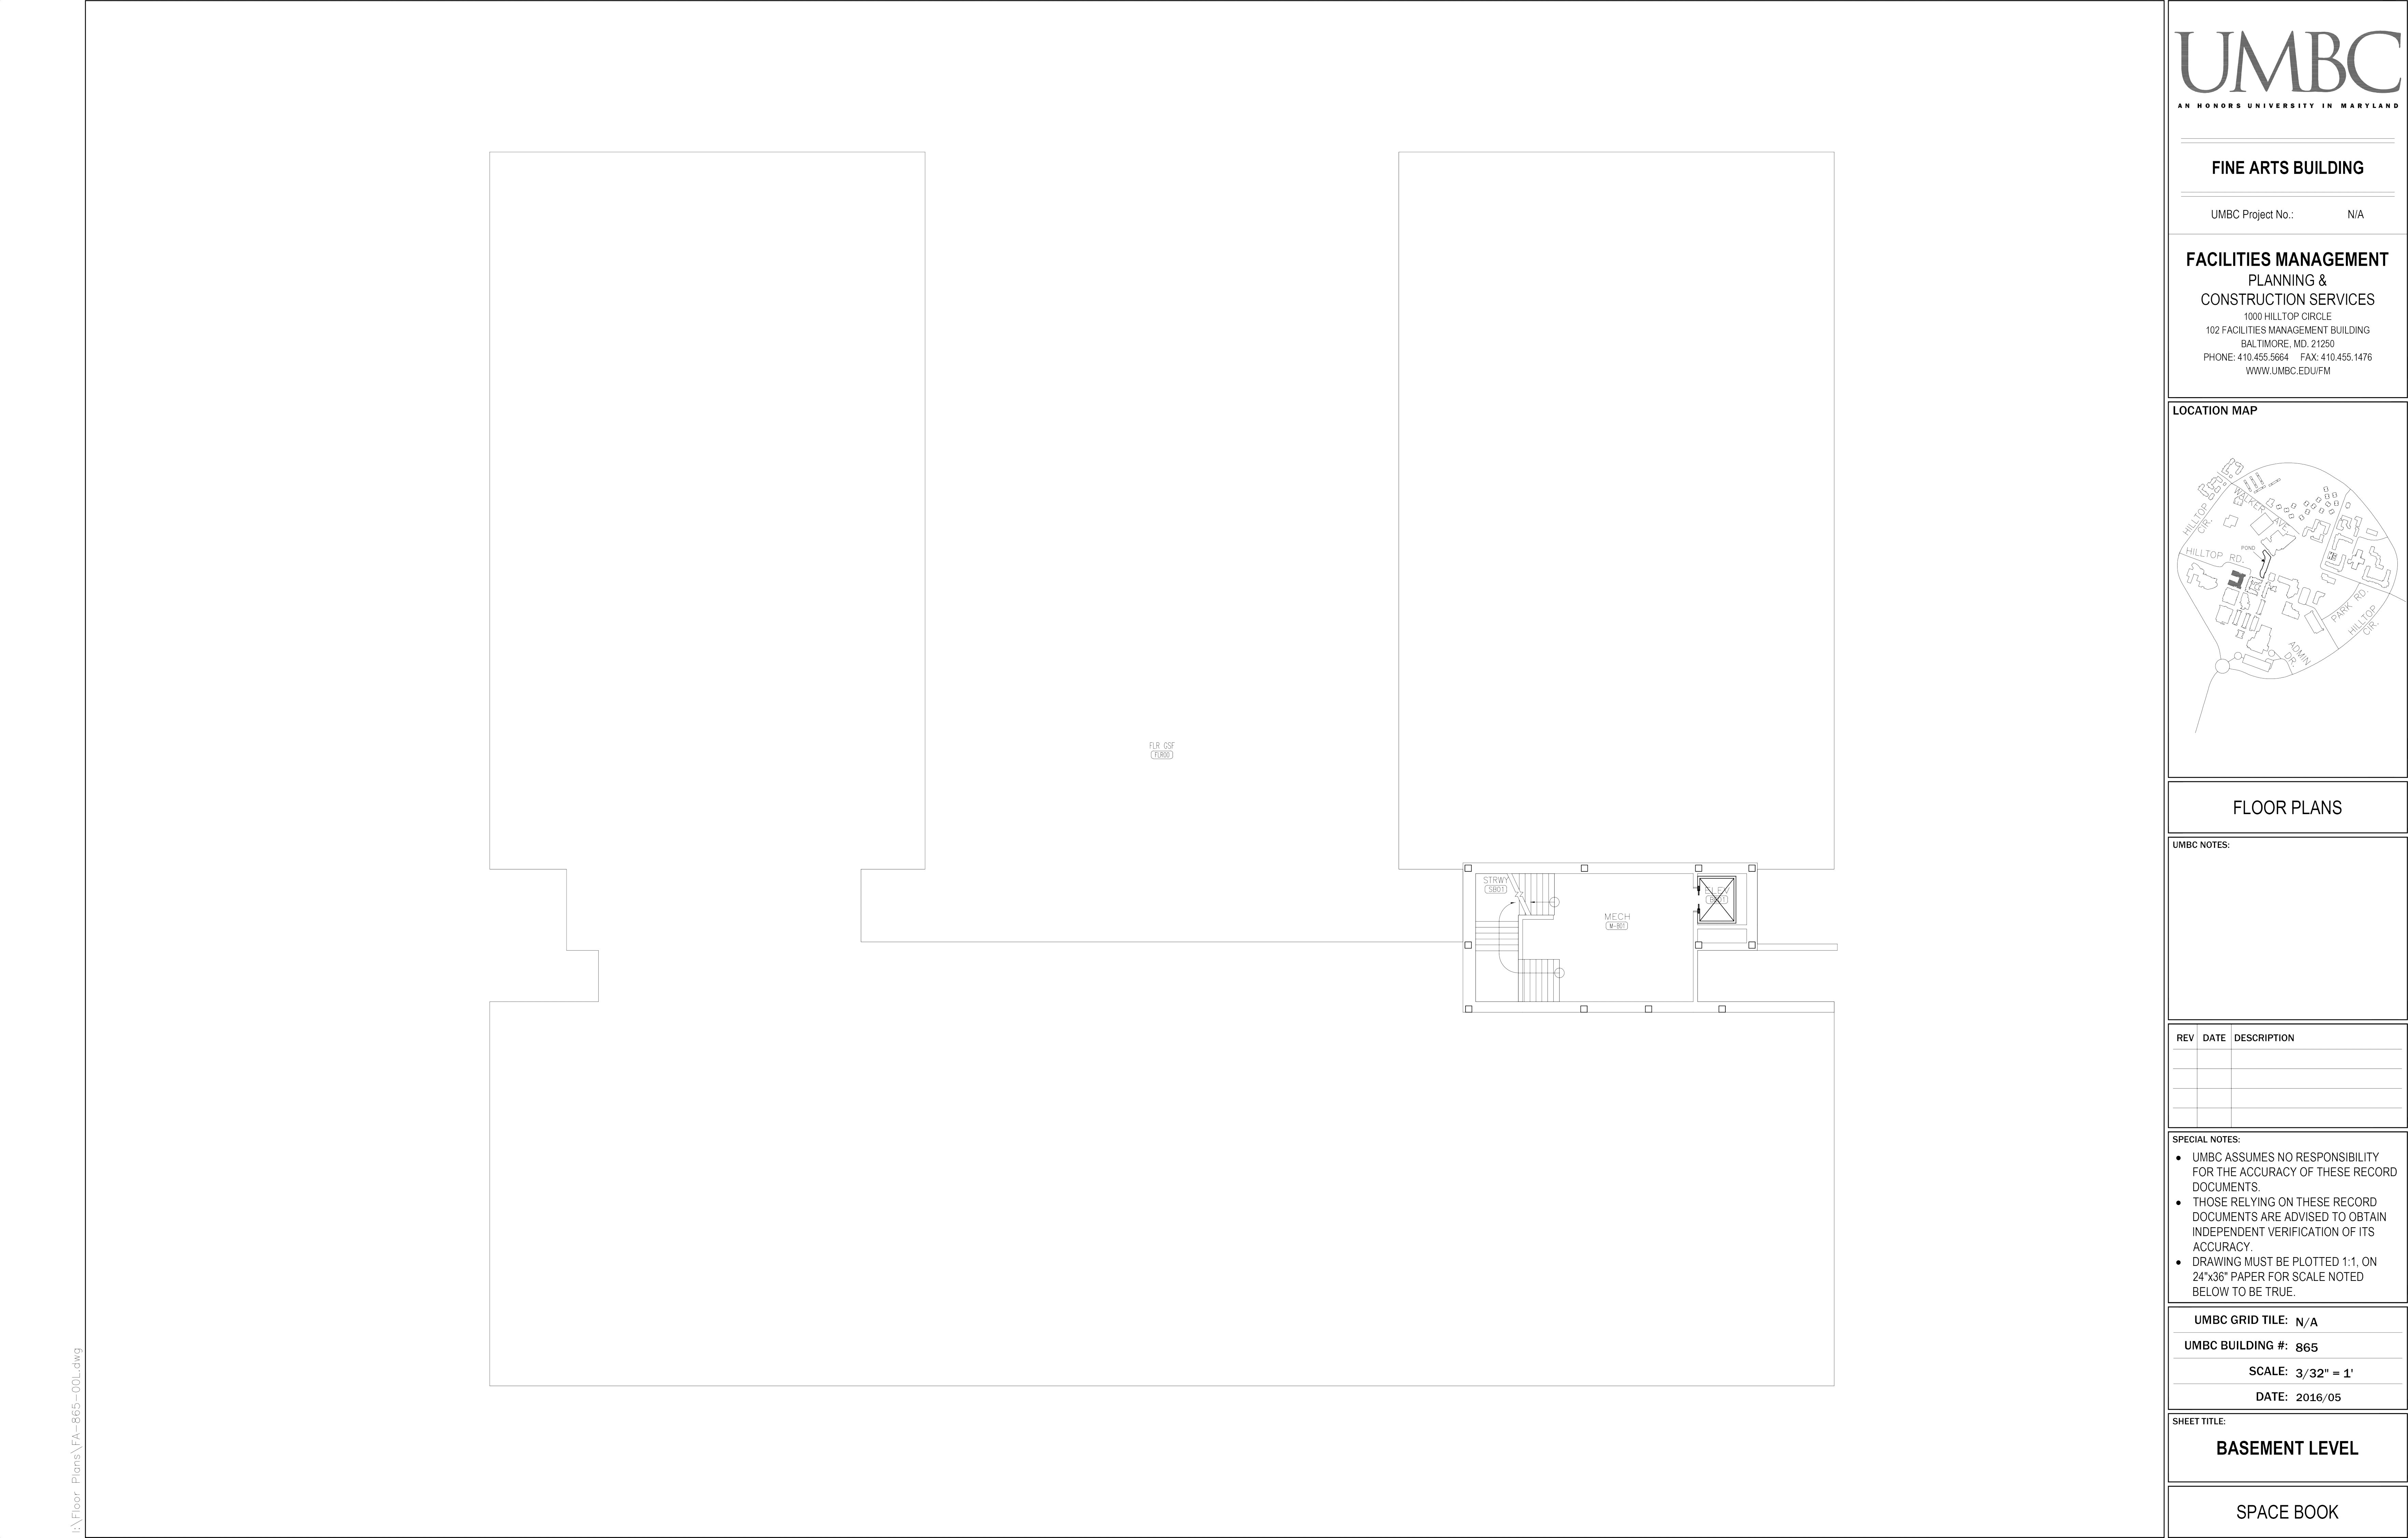 FLR GSF
FLR00
STRWY
SB01
MECH
M-B01
ELEV
I:\Floor Plans\FA-865-00L.dwg
UMBC
AN HONORS UNIVERSITY IN MARYLAND
FINE ARTS BUILDING
UMBC Project No.: N/A
FACILITIES MANAGEMENT
PLANNING &
CONSTRUCTION SERVICES
1000 HILLTOP CIRCLE
102 FACILITIES MANAGEMENT BUILDING
BALTIMORE, MD. 21250
PHONE: 410.455.5664 FAX: 410.455.1476
WWW.UMBC.EDU/FM
LOCATION MAP
WALKER AVE.
HILLTOP
CIR.
POND
HILLTOP RD.
PARK RD.
HILLTOP
CIR.
ADMIN
DR.
FLOOR PLANS
UMBC NOTES:
REV DATE DESCRIPTION
SPECIAL NOTES:
● UMBC ASSUMES NO RESPONSIBILITY
FOR THE ACCURACY OF THESE RECORD
DOCUMENTS.
● THOSE RELYING ON THESE RECORD
DOCUMENTS ARE ADVISED TO OBTAIN
INDEPENDENT VERIFICATION OF ITS
ACCURACY.
● DRAWING MUST BE PLOTTED 1:1, ON
24"x36" PAPER FOR SCALE NOTED
BELOW TO BE TRUE.
UMBC GRID TILE: N/A
UMBC BUILDING #: 865
SCALE: 3/32" = 1'
DATE: 2016/05
SHEET TITLE:
BASEMENT LEVEL
SPACE BOOK